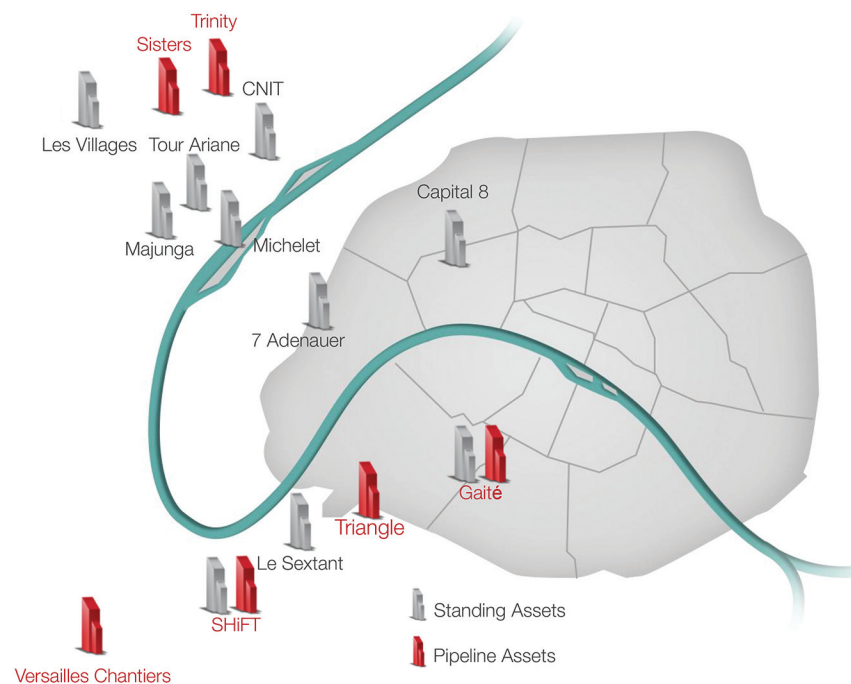 Trinity
Sisters
CNIT
Les Villages
Tour Ariane
Capital 8
Majunga
Michelet
7 Adenauer
Gaité
Triangle
Le Sextant
Standing Assets
SHiFT
Pipeline Assets
Versailles Chantiers